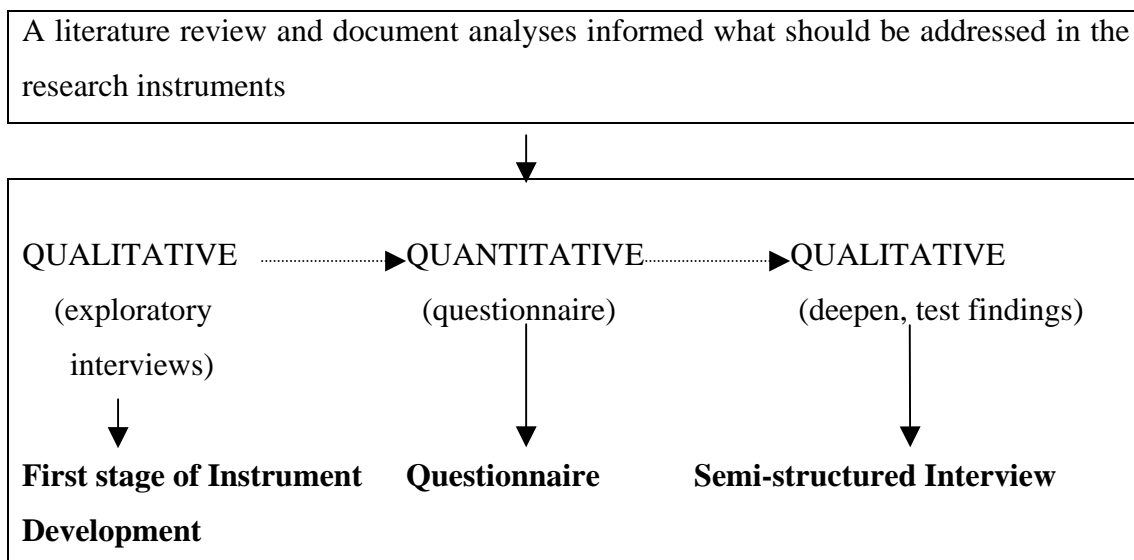 A literature review and document analyses informed what should be addressed in the
research instruments
QUALITATIVE QUANTITATIVE QUALITATIVE
(exploratory (questionnaire) (deepen, test findings)
interviews)
First stage of Instrument Questionnaire Semi-structured Interview
Development